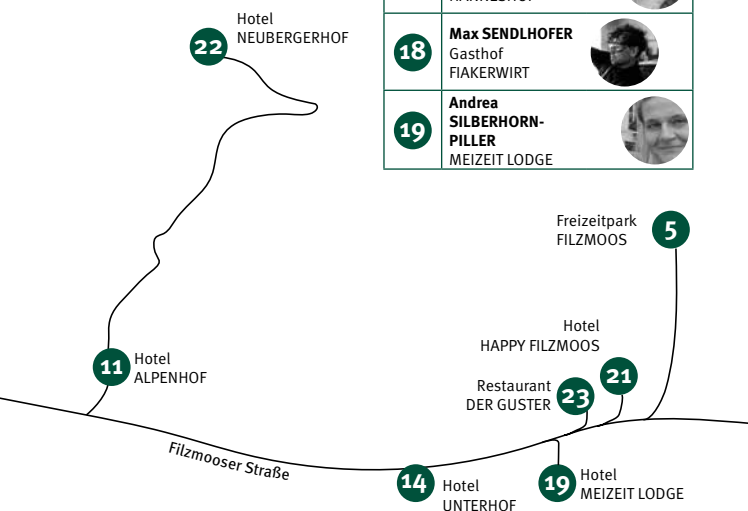 Hotel
NEUBERGERHOF
22
18
Max SENDLHOFER
Gasthof
FIAKERWIRT
19
Andrea
SILBERHORN-
PILLER
MEIZEIT LODGE
Freizeitpark
FILZMOOS
5
Hotel
HAPPY FILZMOOS
21
11
Hotel
ALPENHOF
Restaurant
DER GUSTER
23
Filzmooser Straße
14
Hotel
UNTERHOF
19
Hotel
MEIZEIT LODGE